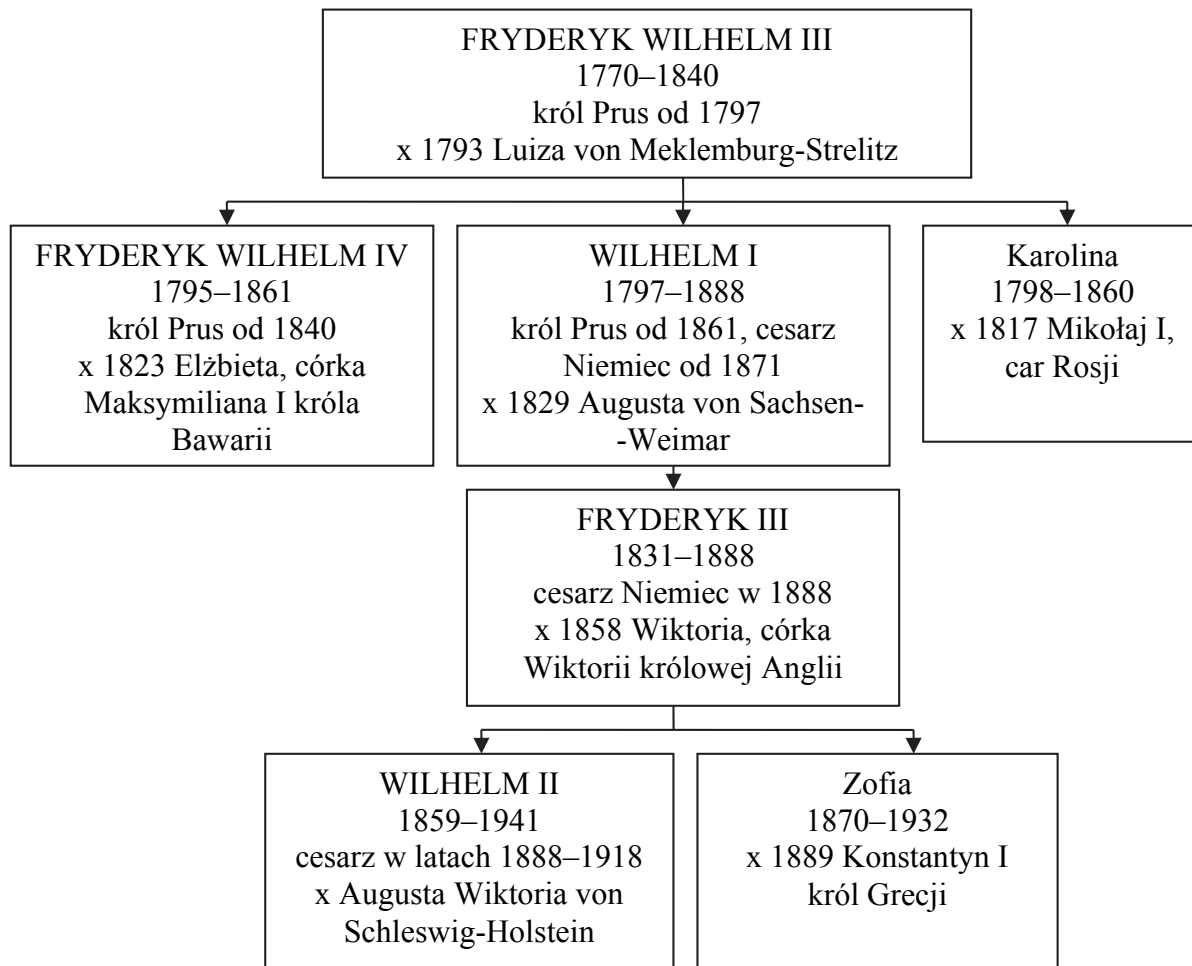 FRYDERYK WILHELM III
1770–1840
król Prus od 1797
x 1793 Luiza von Meklemburg-Strelitz
FRYDERYK WILHELM IV
1795–1861
król Prus od 1840
x 1823 Elżbieta, córka
Maksymiliana I króla
Bawarii
WILHELM I
1797–1888
król Prus od 1861, cesarz
Niemiec od 1871
x 1829 Augusta von Sachsen-
-Weimar
Karolina
1798–1860
x 1817 Mikołaj I,
car Rosji
FRYDERYK III
1831–1888
cesarz Niemiec w 1888
x 1858 Wiktoria, córka
Wiktorii królowej Anglii
WILHELM II
1859–1941
cesarz w latach 1888–1918
x Augusta Wiktoria von
Schleswig-Holstein
Zofia
1870–1932
x 1889 Konstantyn I
król Grecji